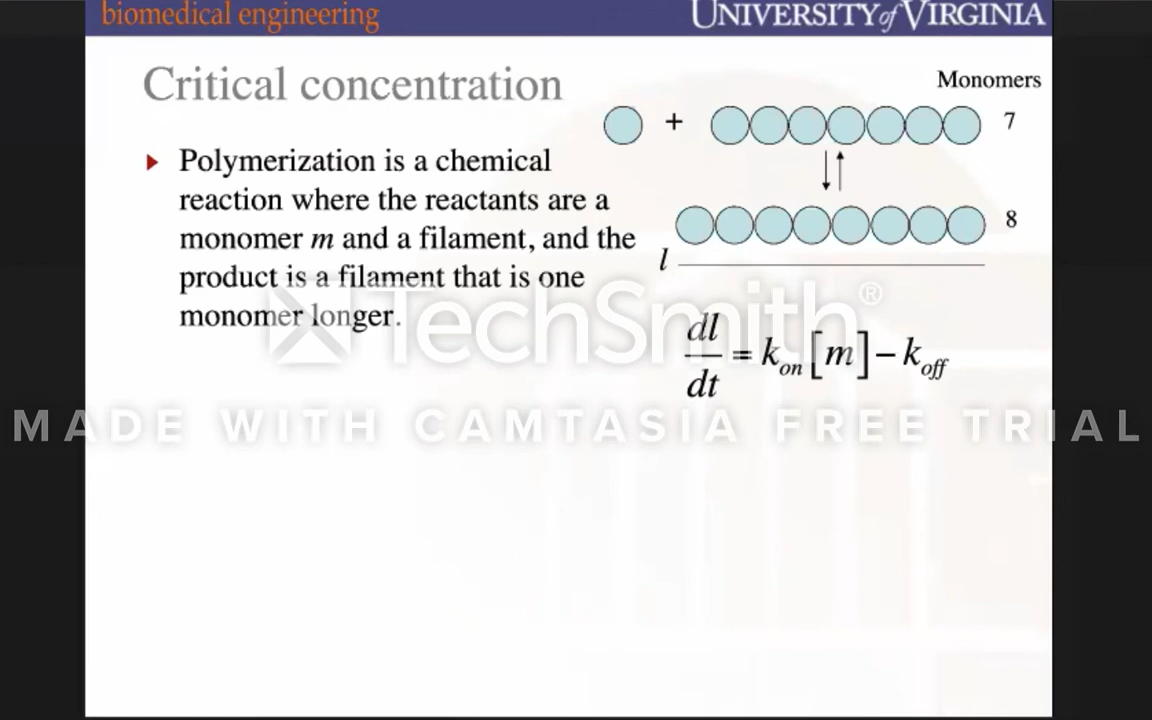 biomedical engineering
UNIVERSITY of VIRGINIA
Critical concentration
Monomers
+
7
Polymerization is a chemical
reaction where the reactants are a
monomer m and a filament, and the
product is a filament that is one
monomer longer.
8
l
TechSmith®
dl/dt = k_on [m] − k_off
MADE WITH CAMTASIA FREE TRIAL